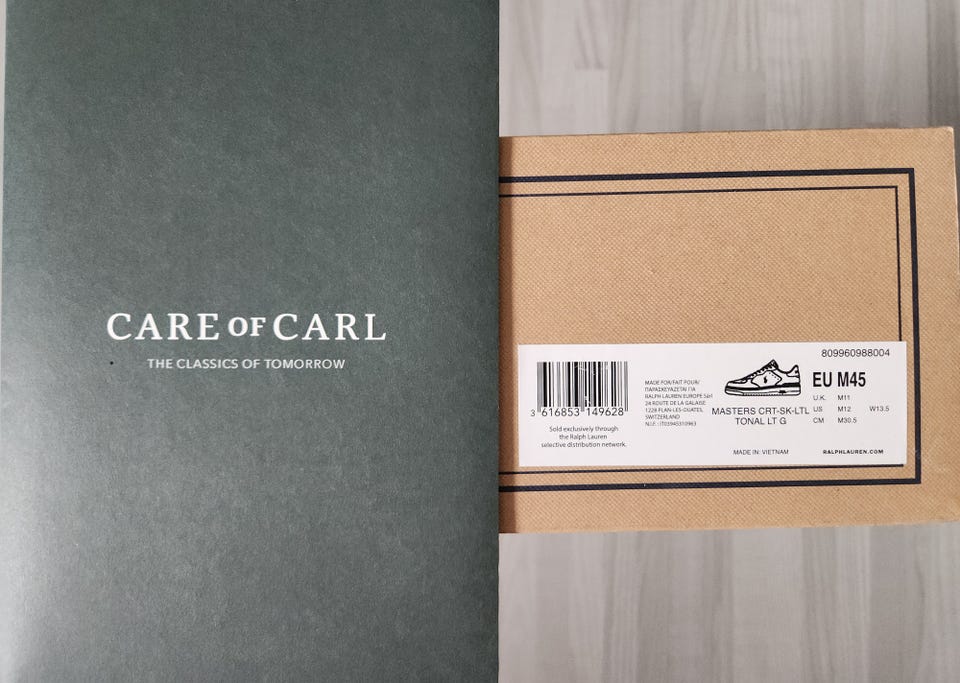 CARE OF CARL
THE CLASSICS OF TOMORROW
809960988004
3 616853 149628
Sold exclusively through
the Ralph Lauren
selective distribution network.
MADE FOR/FAIT POUR/
ΠΑΡΑΣΚΕΥΑΖΕΤΑΙ ΓΙΑ
RALPH LAUREN EUROPE Sàrl
24 ROUTE DE LA GALAISE
1228 PLAN-LES-OUATES,
SWITZERLAND
N.I.F. : IT03945310963
MASTERS CRT-SK-LTL
TONAL LT G
EU M45
U.K. M11
US M12 W13.5
CM M30.5
MADE IN: VIETNAM
RALPHLAUREN.COM